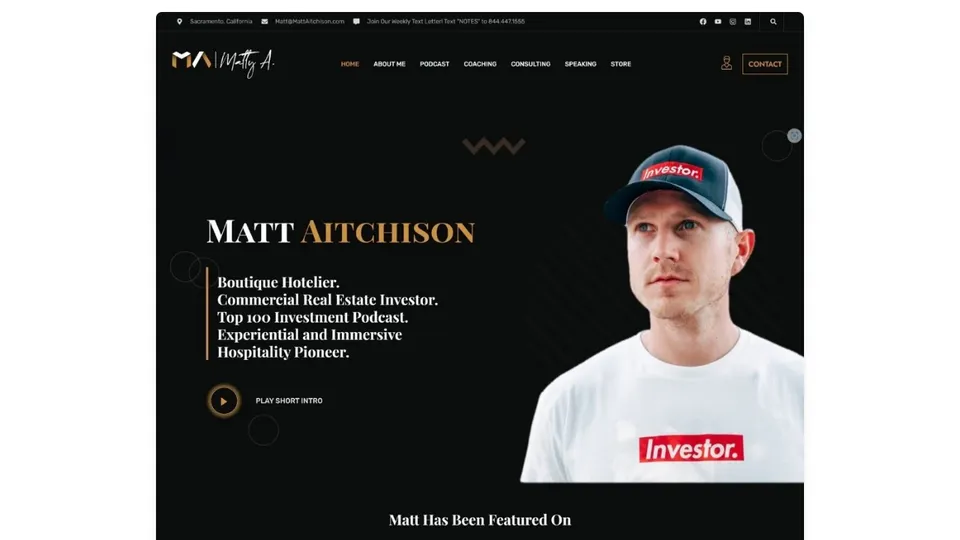 Sacramento, California Matt@MattAitchison.com Join Our Weekly Text Letter! Text "NOTES" to 844.447.1555
MA Matty A.
HOME ABOUT ME PODCAST COACHING CONSULTING SPEAKING STORE CONTACT
Investor.
MATT AITCHISON
Boutique Hotelier.
Commercial Real Estate Investor.
Top 100 Investment Podcast.
Experiential and Immersive
Hospitality Pioneer.
PLAY SHORT INTRO
Investor.
Matt Has Been Featured On